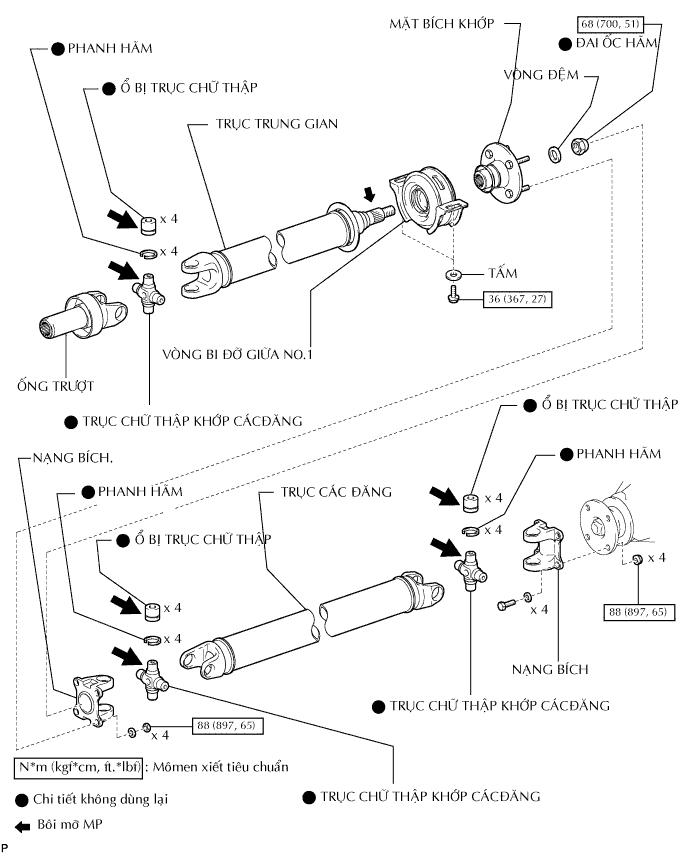 MẶT BÍCH KHỚP
68 (700, 51)
PHANH HÃM
ĐAI ỐC HÃM
VÒNG ĐỆM
Ổ BỊ TRỤC CHỮ THẬP
TRỤC TRUNG GIAN
x 4
x 4
TẤM
36 (367, 27)
VÒNG BI ĐỠ GIỮA NO.1
ỐNG TRƯỢT
TRỤC CHỮ THẬP KHỚP CÁCĐĂNG
Ổ BỊ TRỤC CHỮ THẬP
NẠNG BÍCH.
PHANH HÃM
PHANH HÃM
TRỤC CÁC ĐĂNG
x 4
x 4
Ổ BỊ TRỤC CHỮ THẬP
x 4
x 4
88 (897, 65)
x 4
x 4
NẠNG BÍCH
TRỤC CHỮ THẬP KHỚP CÁCĐĂNG
88 (897, 65)
x 4
N*m (kgf*cm, ft.*lbf) : Mômen xiết tiêu chuẩn
Chi tiết không dùng lại
TRỤC CHỮ THẬP KHỚP CÁCĐĂNG
Bôi mỡ MP
P